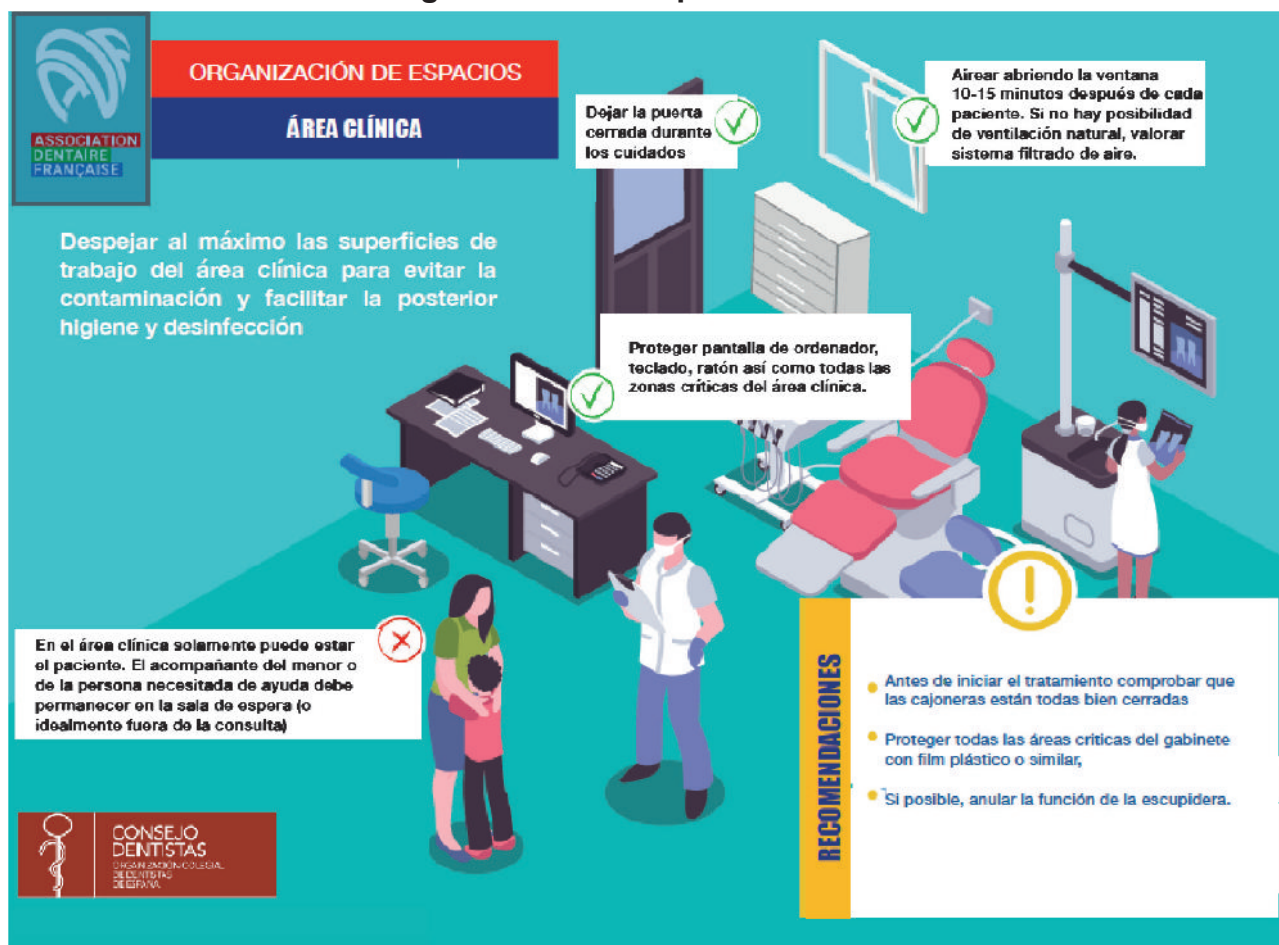 ASSOCIATION
DENTAIRE
FRANÇAISE
ORGANIZACIÓN DE ESPACIOS
ÁREA CLÍNICA
Despejar al máximo las superficies de
trabajo del área clínica para evitar la
contaminación y facilitar la posterior
higiene y desinfección
Dejar la puerta
cerrada durante
los cuidados
Airear abriendo la ventana
10-15 minutos después de cada
paciente. Si no hay posibilidad
de ventilación natural, valorar
sistema filtrado de aire.
Proteger pantalla de ordenador,
teclado, ratón así como todas las
zonas críticas del área clínica.
En el área clínica solamente puede estar
el paciente. El acompañante del menor o
de la persona necesitada de ayuda debe
permanecer en la sala de espera (o
idealmente fuera de la consulta)
RECOMENDACIONES
Antes de iniciar el tratamiento comprobar que
las cajoneras están todas bien cerradas
Proteger todas las áreas criticas del gabinete
con film plástico o similar,
Si posible, anular la función de la escupidera.
CONSEJO
DENTISTAS
ORGANIZACIÓN COLEGIAL
DE DENTISTAS
DE ESPAÑA